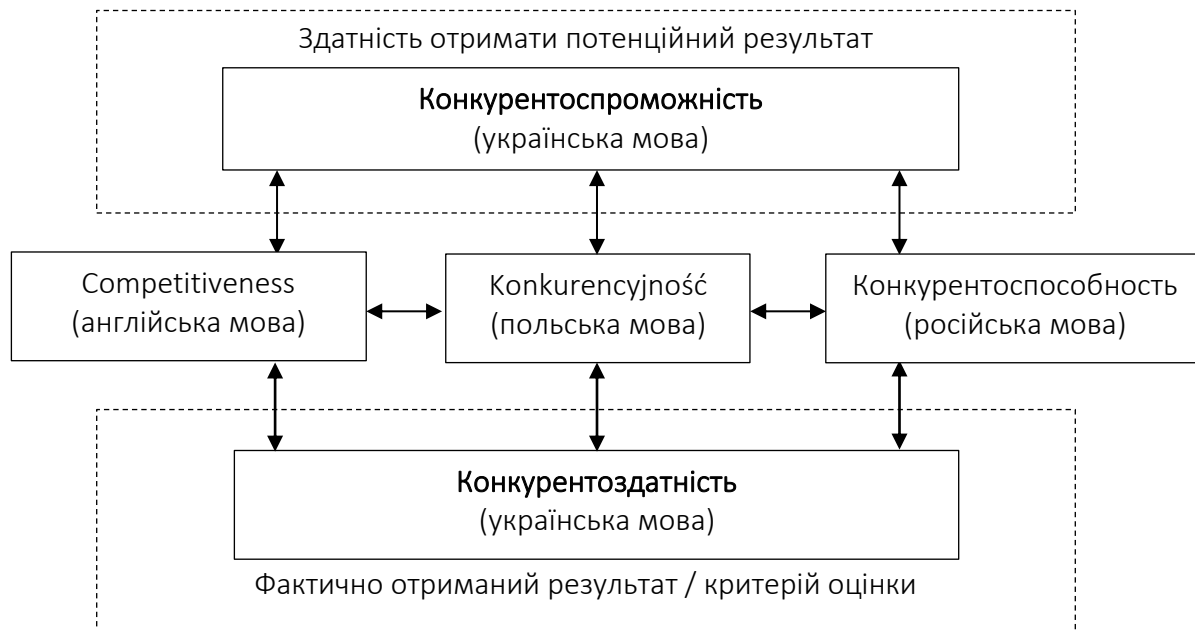 Здатність отримати потенційний результат
Конкурентоспроможність
(українська мова)
Competitiveness
(англійська мова)
Konkurencyjność
(польська мова)
Конкурентоспособность
(російська мова)
Конкурентоздатність
(українська мова)
Фактично отриманий результат / критерій оцінки